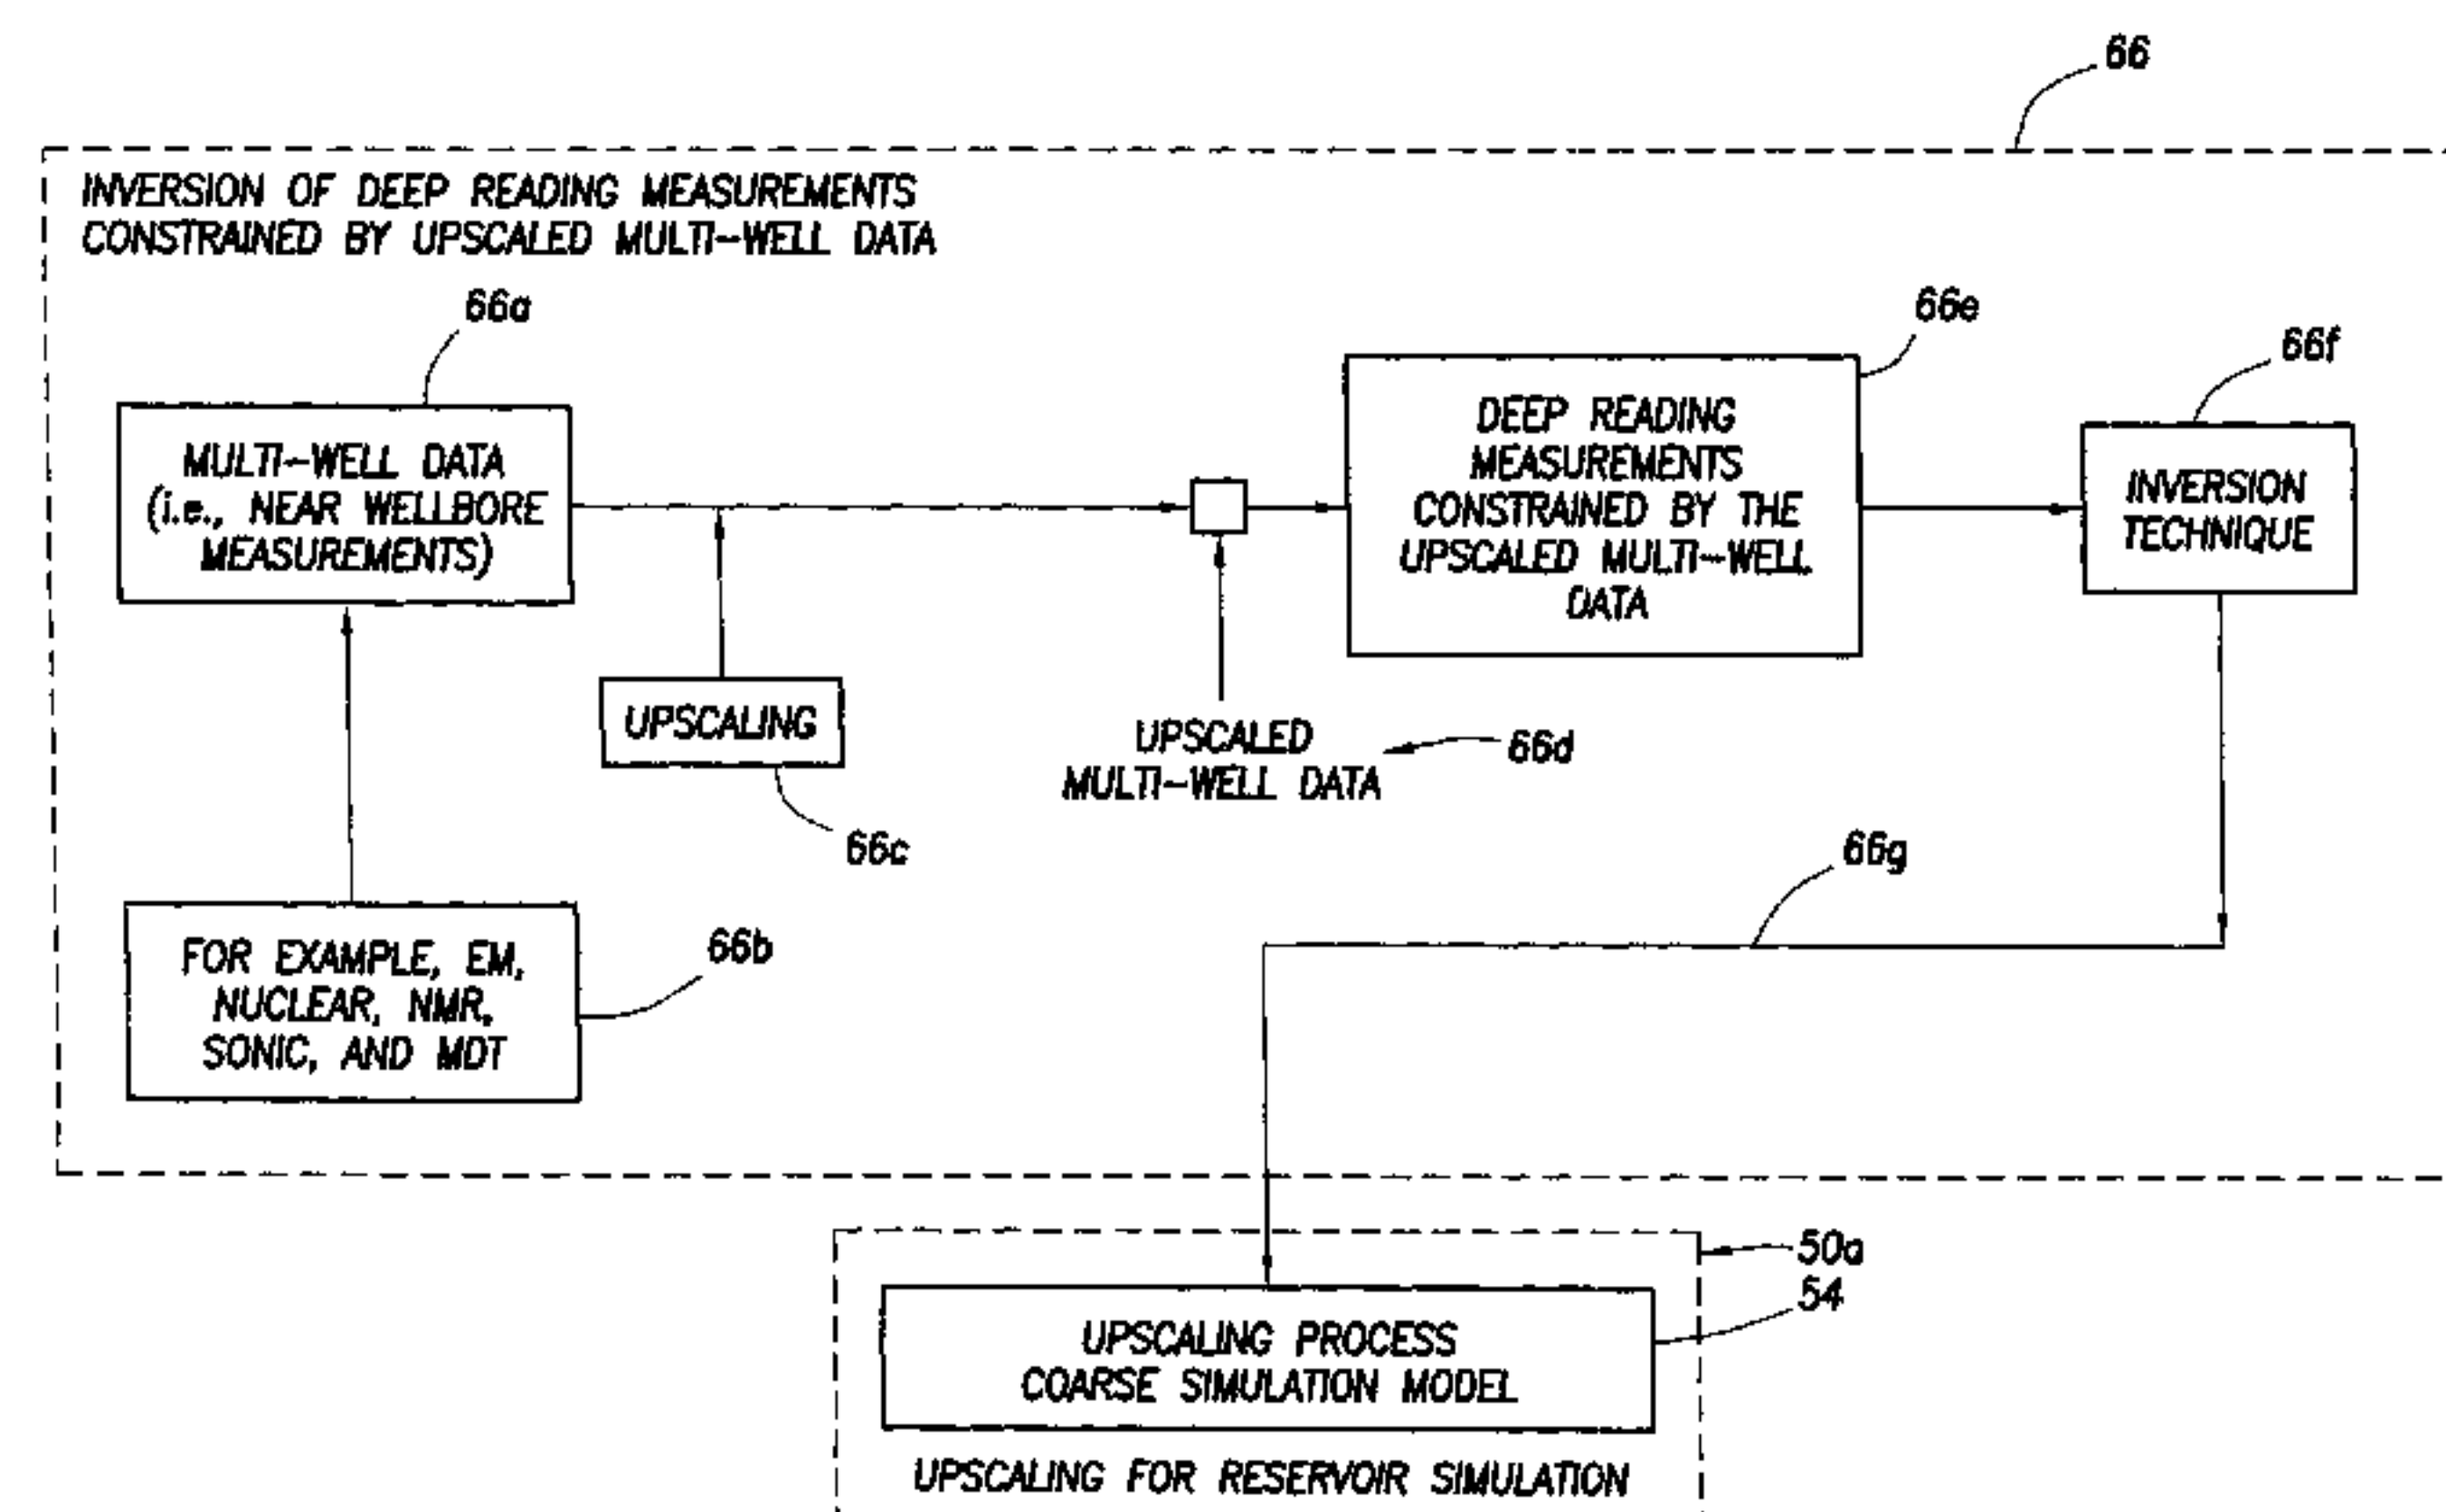 66
INVERSION OF DEEP READING MEASUREMENTS
CONSTRAINED BY UPSCALED MULTI-WELL DATA
66a
66e
66f
MULTI-WELL DATA
(i.e., NEAR WELLBORE
MEASUREMENTS)
DEEP READING
MEASUREMENTS
CONSTRAINED BY THE
UPSCALED MULTI-WELL
DATA
INVERSION
TECHNIQUE
UPSCALING
UPSCALED
MULTI-WELL DATA
66d
66c
66g
FOR EXAMPLE, EM,
NUCLEAR, NMR,
SONIC, AND MDT
66b
50a
54
UPSCALING PROCESS
COARSE SIMULATION MODEL
UPSCALING FOR RESERVOIR SIMULATION